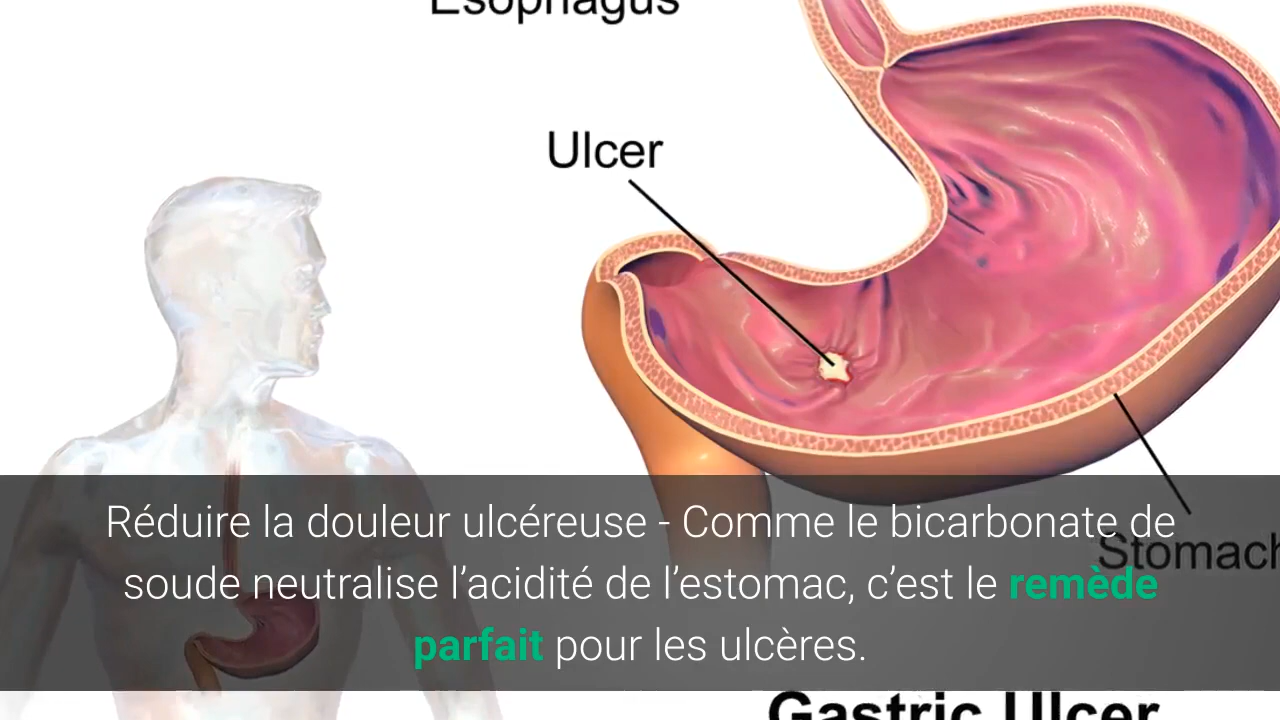 Esophagus
Ulcer
Réduire la douleur ulcéreuse - Comme le bicarbonate de
Stomach
soude neutralise l’acidité de l’estomac, c’est le remède
parfait pour les ulcères.
Gastric Ulcer